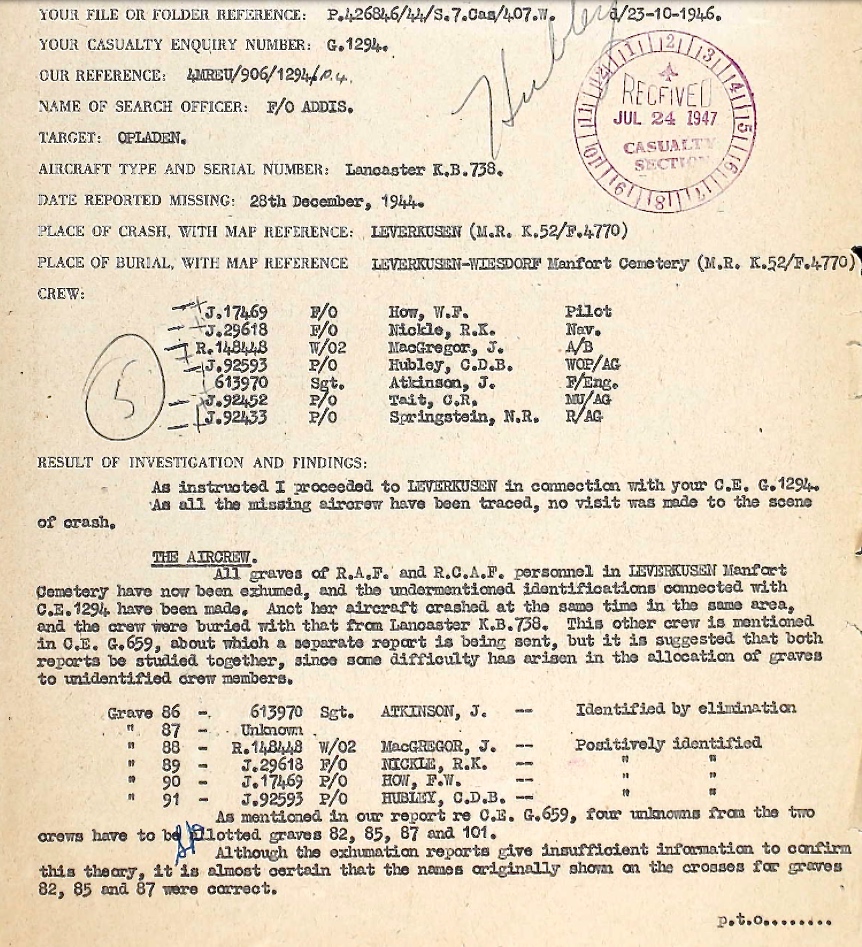 YOUR FILE OR FOLDER REFERENCE: P.426846/44/S.7.Cas/407.W. d/23-10-1946.
YOUR CASUALTY ENQUIRY NUMBER: G.1294.
OUR REFERENCE: 4MREU/906/1294/P.4.
NAME OF SEARCH OFFICER: F/O ADDIS.
TARGET: OPLADEN.
AIRCRAFT TYPE AND SERIAL NUMBER: Lancaster K.B.738.
DATE REPORTED MISSING: 28th December, 1944.
PLACE OF CRASH, WITH MAP REFERENCE: LEVERKUSEN (M.R. K.52/F.4770)
PLACE OF BURIAL, WITH MAP REFERENCE LEVERKUSEN-WIESDORF Manfort Cemetery (M.R. K.52/F.4770)
Hubley
RECEIVED
JUL 24 1947
CASUALTY
SECTION
CREW:
J.17469 F/O How, W.F. Pilot
J.29618 F/O Nickle, R.K. Nav.
R.148448 W/O2 MacGregor, J. A/B
J.92593 P/O Hubley, C.D.B. WOP/AG
613970 Sgt. Atkinson, J. F/Eng.
J.92452 P/O Tait, C.R. MU/AG
J.92433 P/O Springstein, N.R. R/AG
5
RESULT OF INVESTIGATION AND FINDINGS:
As instructed I proceeded to LEVERKUSEN in connection with your C.E. G.1294.
As all the missing aircrew have been traced, no visit was made to the scene
of crash.
THE AIRCREW.
All graves of R.A.F. and R.C.A.F. personnel in LEVERKUSEN Manfort
Cemetery have now been exhumed, and the undermentioned identifications connected with
C.E.1294 have been made. Anot her aircraft crashed at the same time in the same area,
and the crew were buried with that from Lancaster K.B.738. This other crew is mentioned
in C.E. G.659, about which a separate report is being sent, but it is suggested that both
reports be studied together, since some difficulty has arisen in the allocation of graves
to unidentified crew members.
Grave 86 - 613970 Sgt. ATKINSON, J. -- Identified by elimination
" 87 - Unknown
" 88 - R.148448 W/O2 MacGREGOR, J. -- Positively identified
" 89 - J.29618 F/O NICKLE, R.K. -- " "
" 90 - J.17469 P/O HOW, F.W. -- " "
" 91 - J.92593 P/O HUBLEY, C.D.B. -- " "
As mentioned in our report re C.E. G.659, four unknowns from the two
crews have to be allotted graves 82, 85, 87 and 101.
Although the exhumation reports give insufficient information to confirm
this theory, it is almost certain that the names originally shown on the crosses for graves
82, 85 and 87 were correct.
p.t.o........